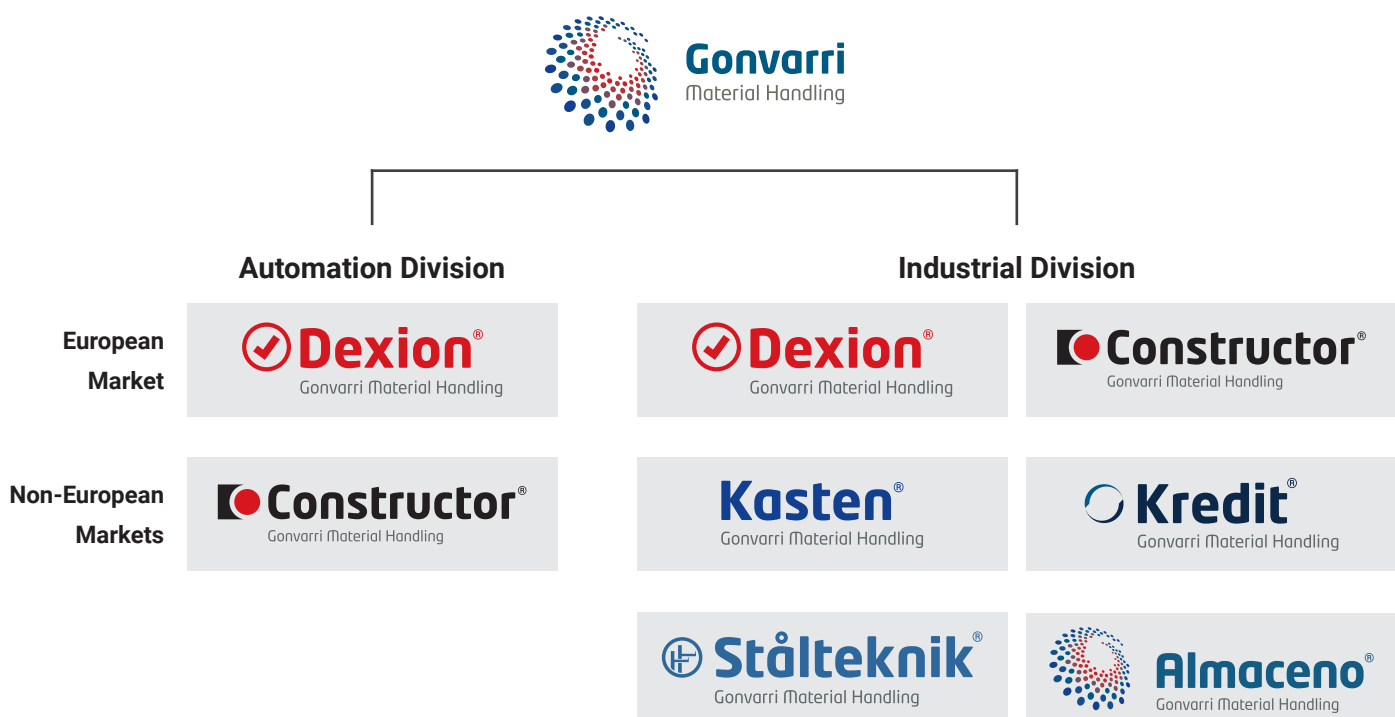 Gonvarri
Material Handling
Automation Division
Industrial Division
European
Market
Dexion®
Gonvarri Material Handling
Dexion®
Gonvarri Material Handling
Constructor®
Gonvarri Material Handling
Non-European
Markets
Constructor®
Gonvarri Material Handling
Kasten®
Gonvarri Material Handling
Kredit®
Gonvarri Material Handling
Stålteknik®
Gonvarri Material Handling
Almaceno®
Gonvarri Material Handling